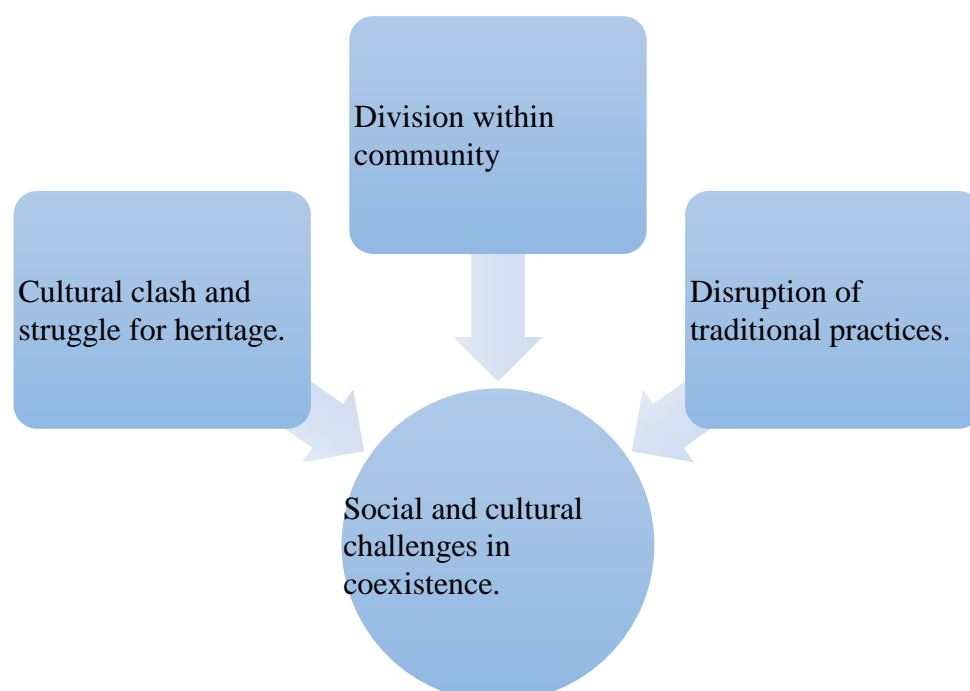 Division within
community
Cultural clash and
struggle for heritage.
Disruption of
traditional practices.
Social and cultural
challenges in
coexistence.